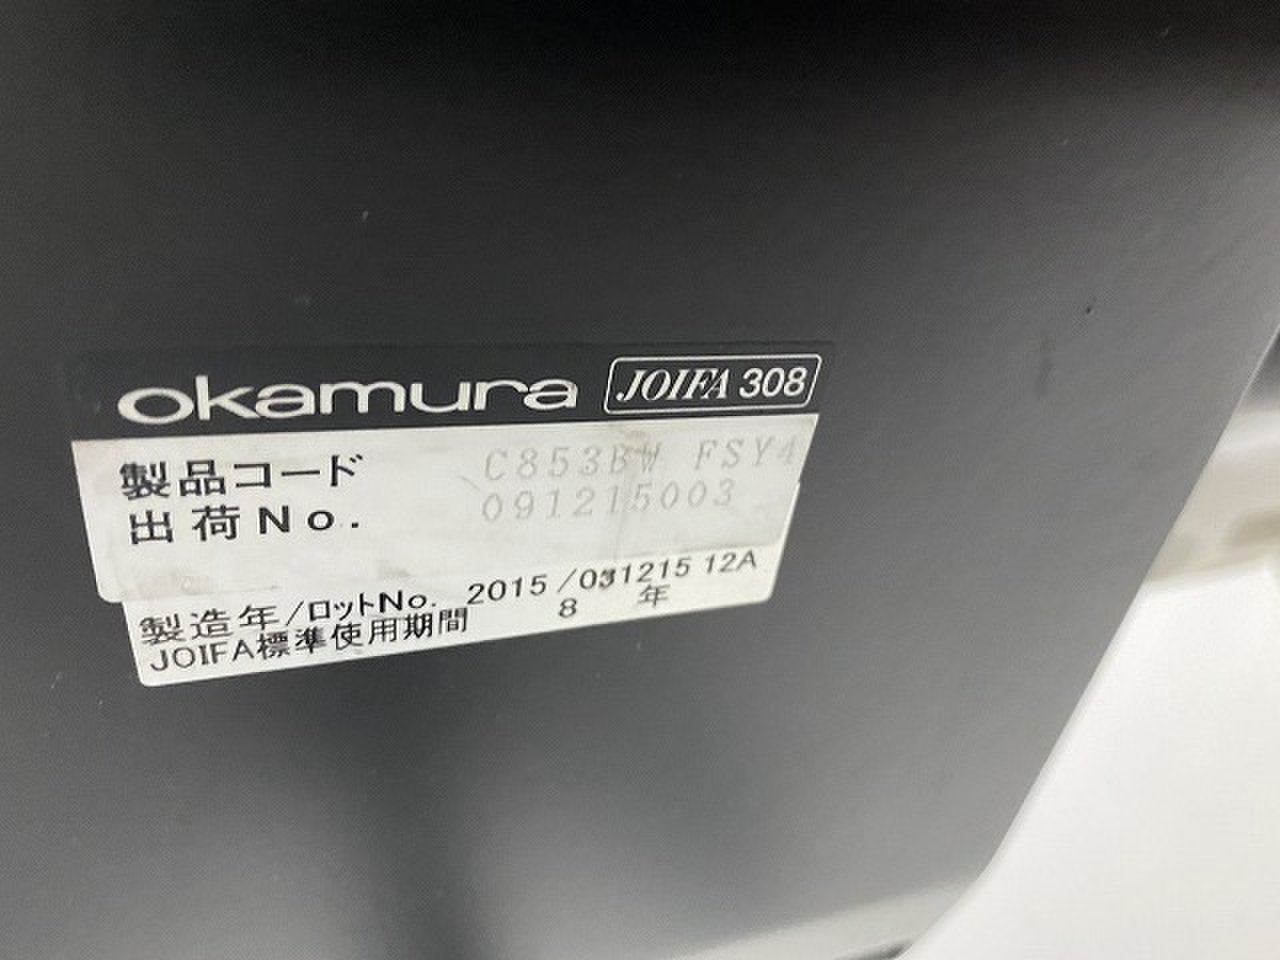 okamura JOIFA 308
製品コード C853BW FSY4
出荷No. 091215003
製造年/ロットNo. 2015/031215 12A
JOIFA標準使用期間 8 年